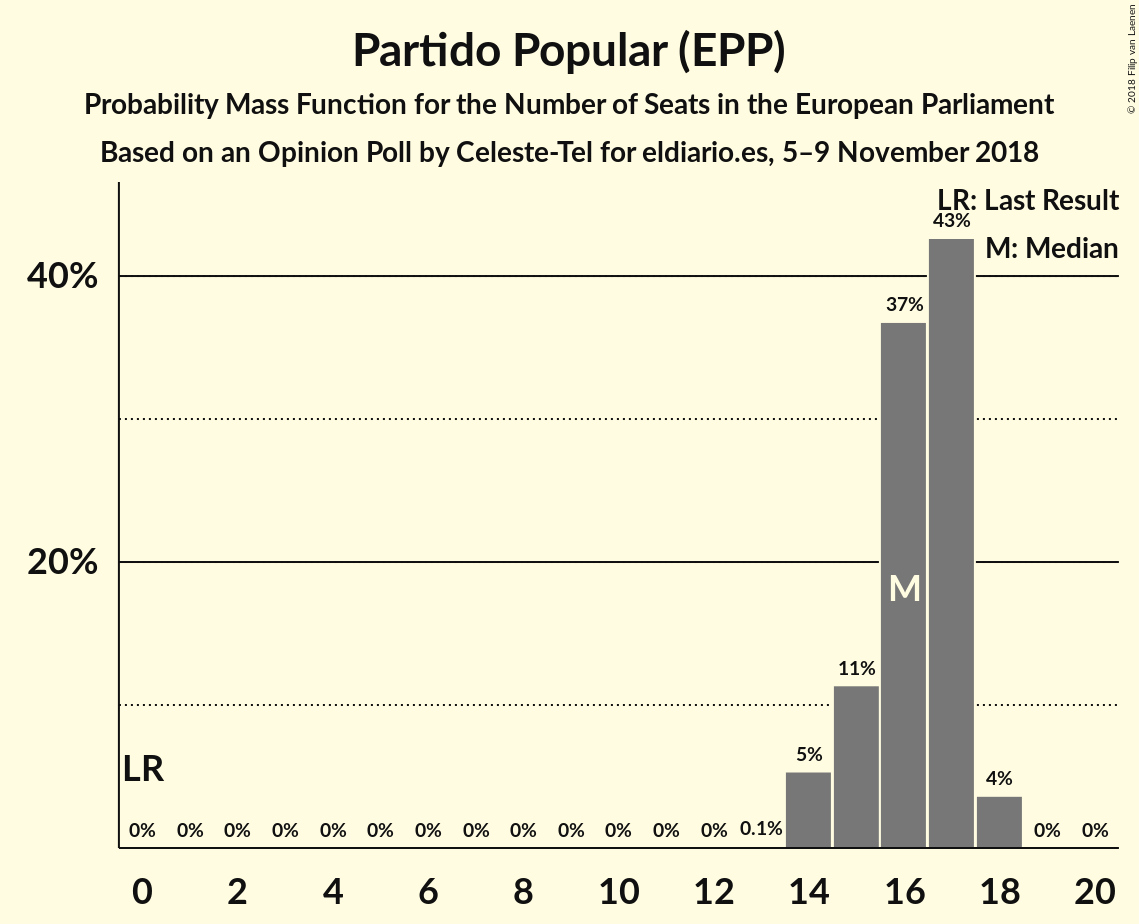 Partido Popular (EPP)
Probability Mass Function for the Number of Seats in the European Parliament
Based on an Opinion Poll by Celeste-Tel for eldiario.es, 5–9 November 2018
© 2018 Filip van Laenen
LR: Last Result
M: Median
43%
40%
37%
20%
M
11%
LR
5%
4%
0% 0% 0% 0% 0% 0% 0% 0% 0% 0% 0% 0% 0% 0.1% 0% 0%
0 2 4 6 8 10 12 14 16 18 20